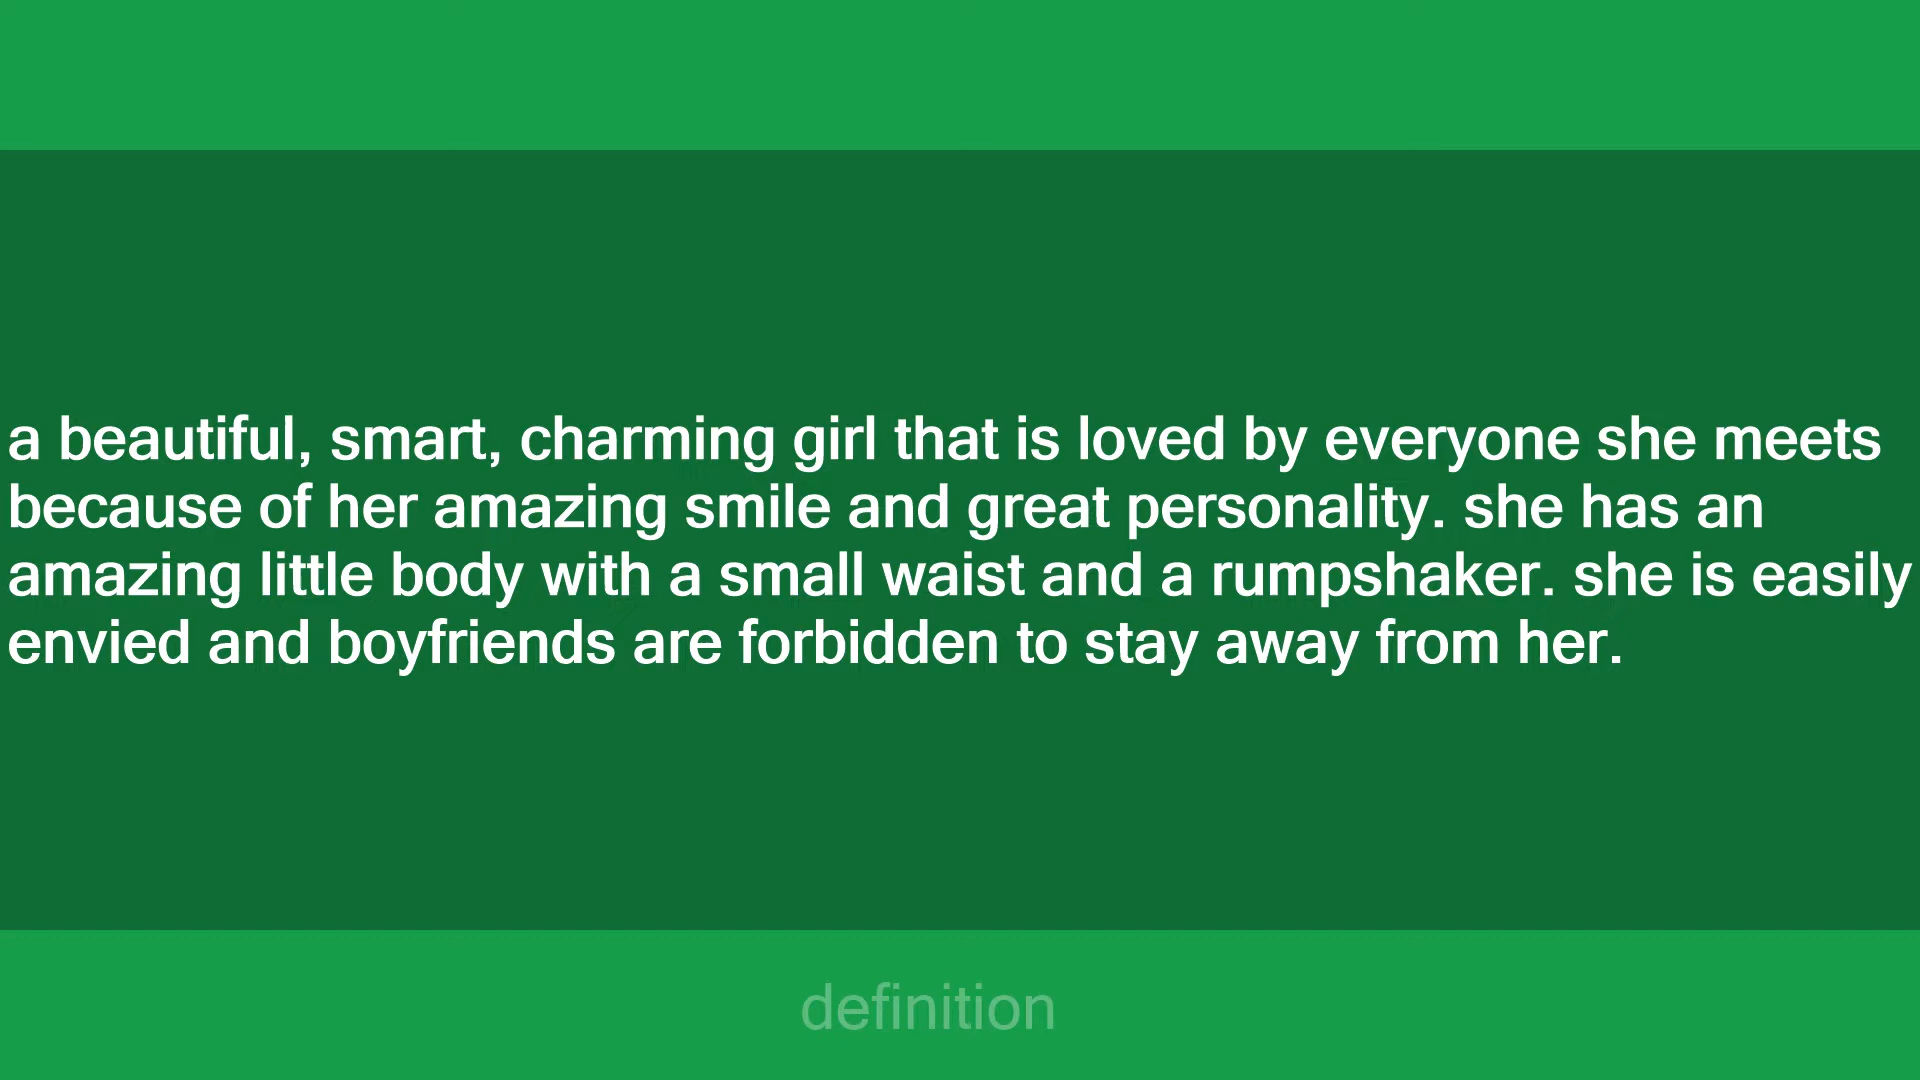 a beautiful, smart, charming girl that is loved by everyone she meets
because of her amazing smile and great personality. she has an
amazing little body with a small waist and a rumpshaker. she is easily
envied and boyfriends are forbidden to stay away from her.
definition